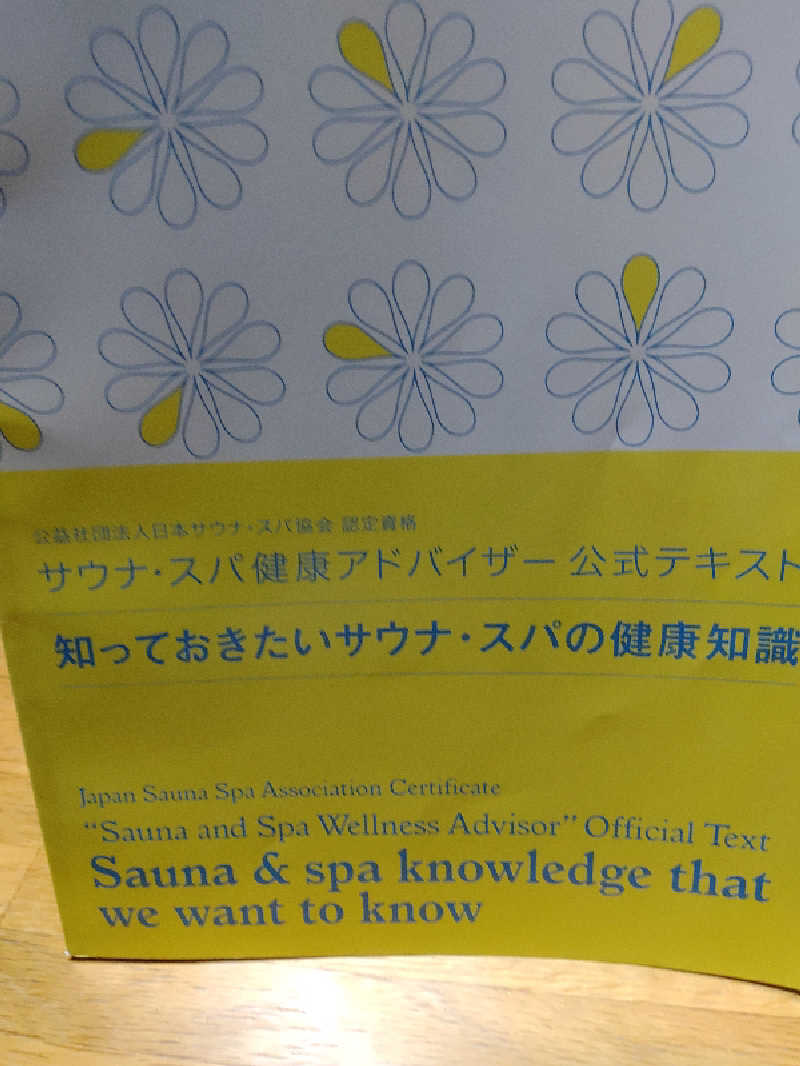 公益社団法人日本サウナ・スパ協会 認定資格
サウナ・スパ健康アドバイザー 公式テキスト
知っておきたいサウナ・スパの健康知識
Japan Sauna Spa Association Certificate
“Sauna and Spa Wellness Advisor” Official Text
Sauna & spa knowledge that
we want to know